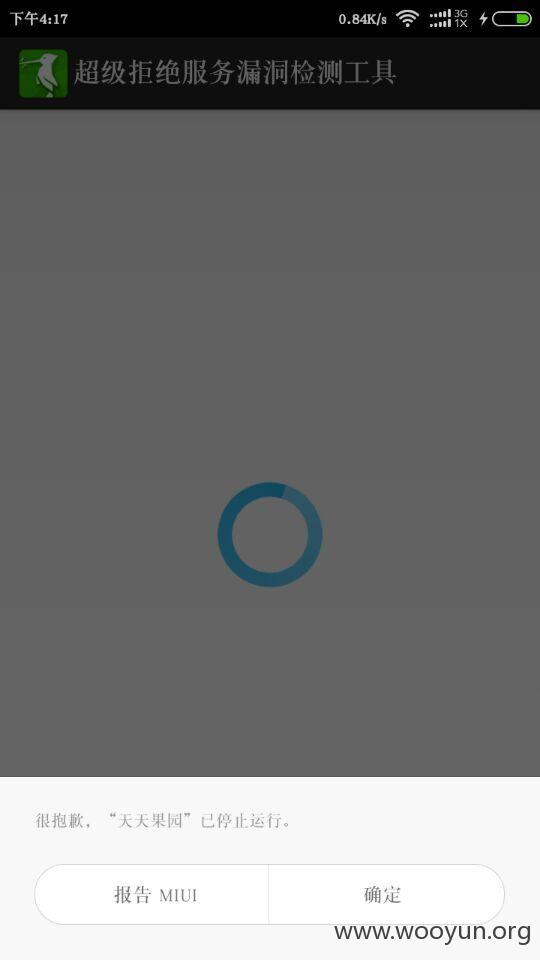 下午4:17 0.84K/s 3G 1X
超级拒绝服务漏洞检测工具
很抱歉，“天天果园”已停止运行。
报告 MIUI 确定
www.wooyun.org